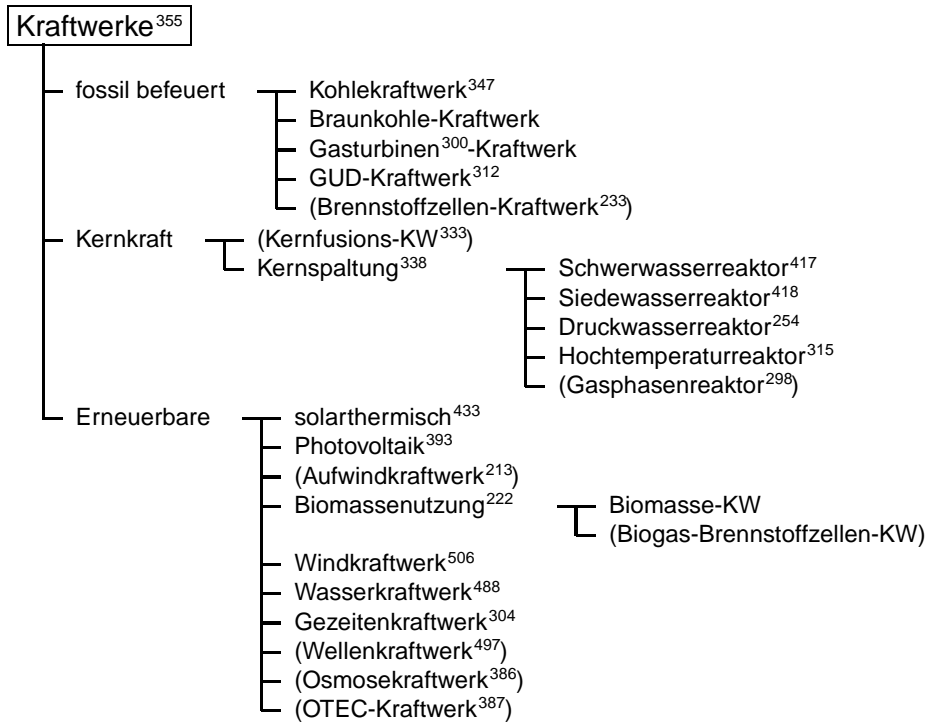 Kraftwerke355
fossil befeuert Kohlekraftwerk347
Braunkohle-Kraftwerk
Gasturbinen300-Kraftwerk
GUD-Kraftwerk312
(Brennstoffzellen-Kraftwerk233)
Kernkraft (Kernfusions-KW333)
Kernspaltung338 Schwerwasserreaktor417
Siedewasserreaktor418
Druckwasserreaktor254
Hochtemperaturreaktor315
(Gasphasenreaktor298)
Erneuerbare solarthermisch433
Photovoltaik393
(Aufwindkraftwerk213)
Biomassenutzung222 Biomasse-KW
(Biogas-Brennstoffzellen-KW)
Windkraftwerk506
Wasserkraftwerk488
Gezeitenkraftwerk304
(Wellenkraftwerk497)
(Osmosekraftwerk386)
(OTEC-Kraftwerk387)